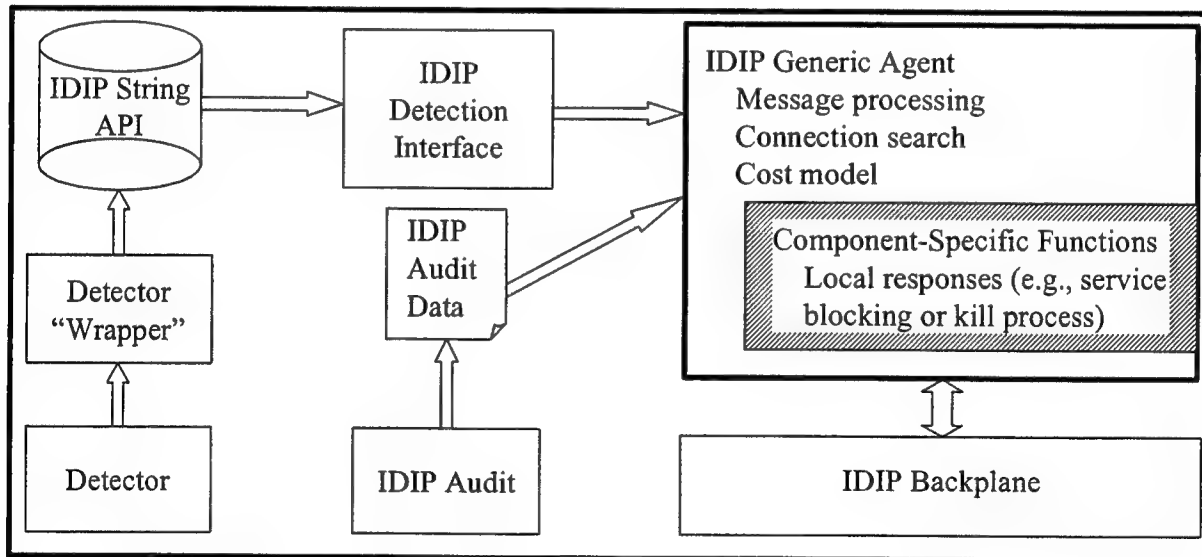 IDIP String
API
IDIP
Detection
Interface
IDIP Generic Agent
Message processing
Connection search
Cost model
Component-Specific Functions
Local responses (e.g., service
blocking or kill process)
IDIP
Audit
Data
Detector
“Wrapper”
Detector
IDIP Audit
IDIP Backplane